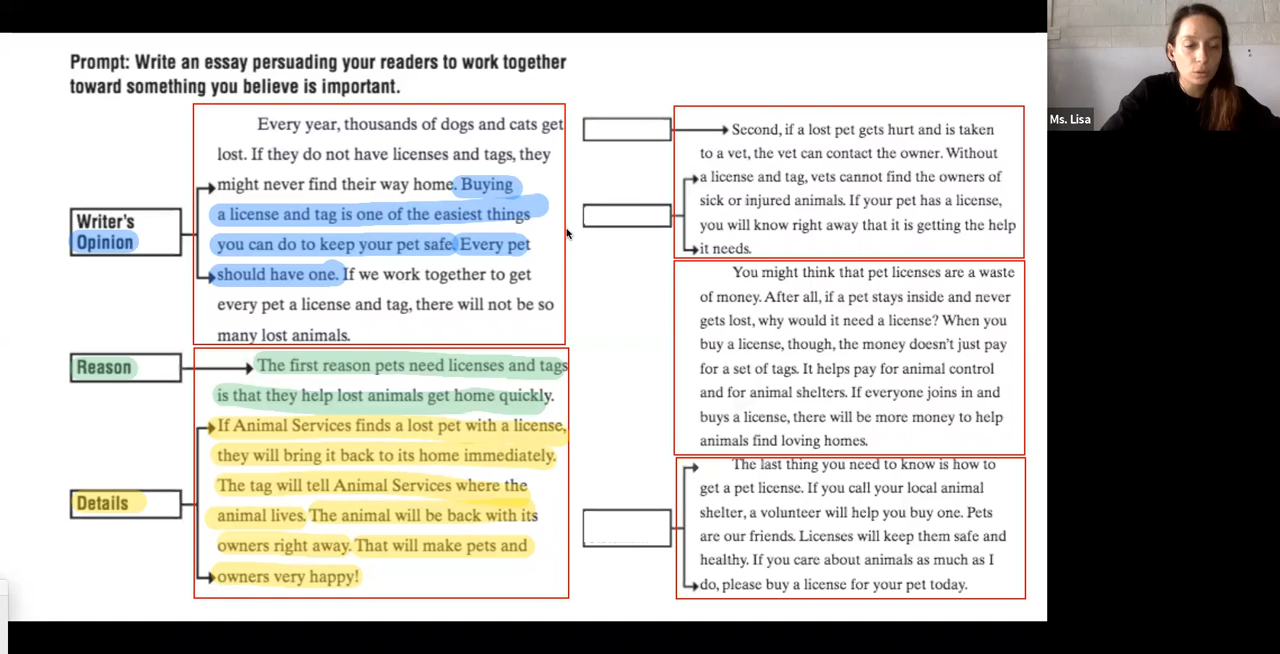 Prompt: Write an essay persuading your readers to work together
toward something you believe is important.
Every year, thousands of dogs and cats get
lost. If they do not have licenses and tags, they
might never find their way home. Buying
a license and tag is one of the easiest things
you can do to keep your pet safe. Every pet
should have one. If we work together to get
every pet a license and tag, there will not be so
many lost animals.
Writer's
Opinion
Reason
The first reason pets need licenses and tags
is that they help lost animals get home quickly.
If Animal Services finds a lost pet with a license,
they will bring it back to its home immediately.
The tag will tell Animal Services where the
animal lives. The animal will be back with its
owners right away. That will make pets and
owners very happy!
Details
Second, if a lost pet gets hurt and is taken
to a vet, the vet can contact the owner. Without
a license and tag, vets cannot find the owners of
sick or injured animals. If your pet has a license,
you will know right away that it is getting the help
it needs.
You might think that pet licenses are a waste
of money. After all, if a pet stays inside and never
gets lost, why would it need a license? When you
buy a license, though, the money doesn't just pay
for a set of tags. It helps pay for animal control
and for animal shelters. If everyone joins in and
buys a license, there will be more money to help
animals find loving homes.
The last thing you need to know is how to
get a pet license. If you call your local animal
shelter, a volunteer will help you buy one. Pets
are our friends. Licenses will keep them safe and
healthy. If you care about animals as much as I
do, please buy a license for your pet today.
Ms. Lisa